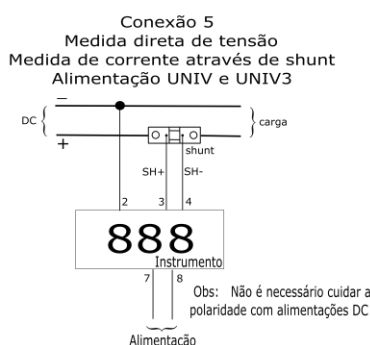 Conexão 5
Medida direta de tensão
Medida de corrente através de shunt
Alimentação UNIV e UNIV3
−
DC
carga
+
shunt
SH+ SH-
2 3 4
888
Instrumento
7 8
Obs: Não é necessário cuidar a
polaridade com alimentações DC
Alimentação